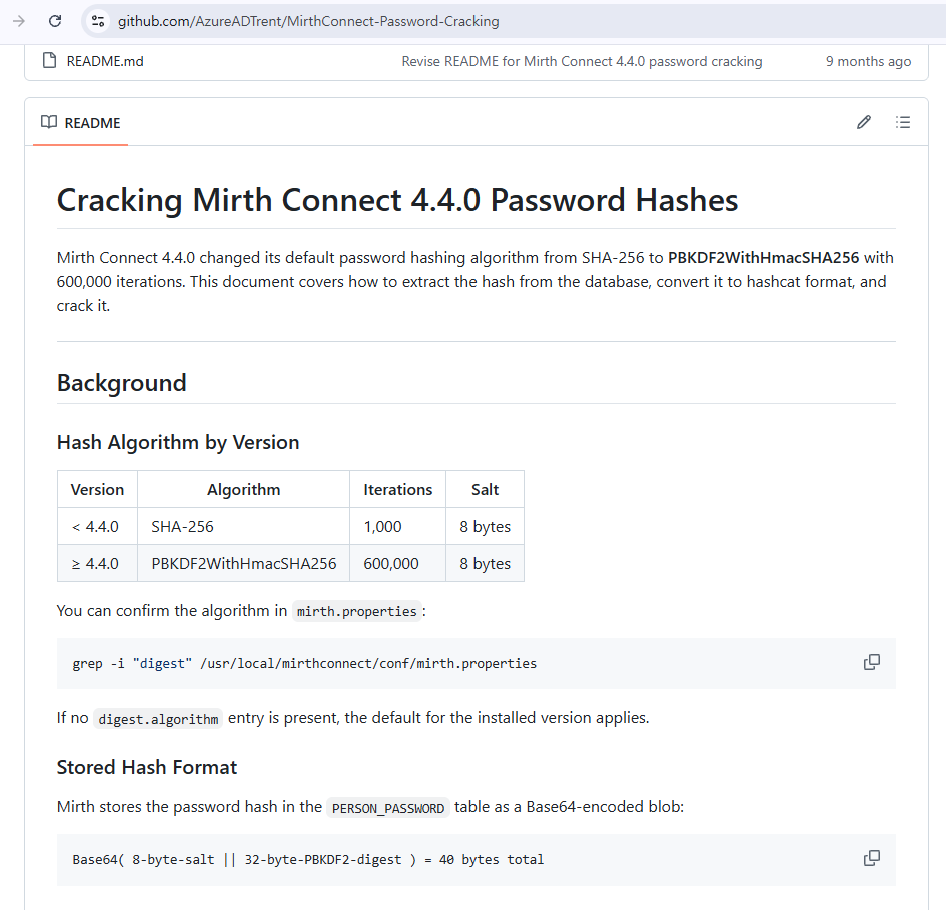 github.com/AzureADTrent/MirthConnect-Password-Cracking
README.md Revise README for Mirth Connect 4.4.0 password cracking 9 months ago
README
Cracking Mirth Connect 4.4.0 Password Hashes
Mirth Connect 4.4.0 changed its default password hashing algorithm from SHA-256 to PBKDF2WithHmacSHA256 with
600,000 iterations. This document covers how to extract the hash from the database, convert it to hashcat format, and
crack it.
Background
Hash Algorithm by Version
Version Algorithm Iterations Salt
< 4.4.0 SHA-256 1,000 8 bytes
≥ 4.4.0 PBKDF2WithHmacSHA256 600,000 8 bytes
You can confirm the algorithm in mirth.properties :
grep -i "digest" /usr/local/mirthconnect/conf/mirth.properties
If no digest.algorithm entry is present, the default for the installed version applies.
Stored Hash Format
Mirth stores the password hash in the PERSON_PASSWORD table as a Base64-encoded blob:
Base64( 8-byte-salt || 32-byte-PBKDF2-digest ) = 40 bytes total